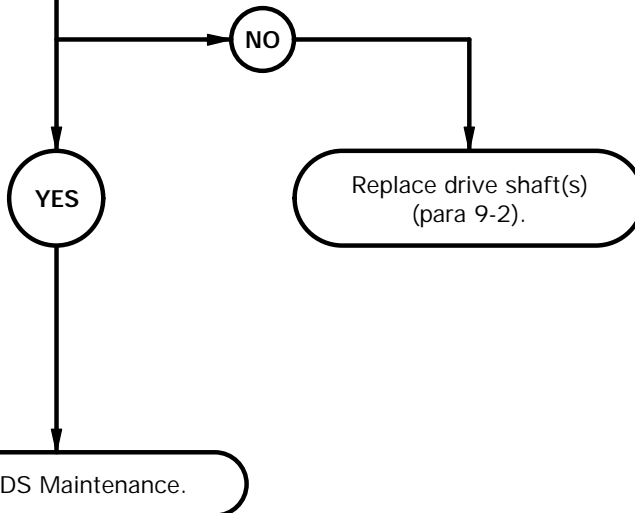 NO
YES
Replace drive shaft(s)
(para 9-2).
DS Maintenance.